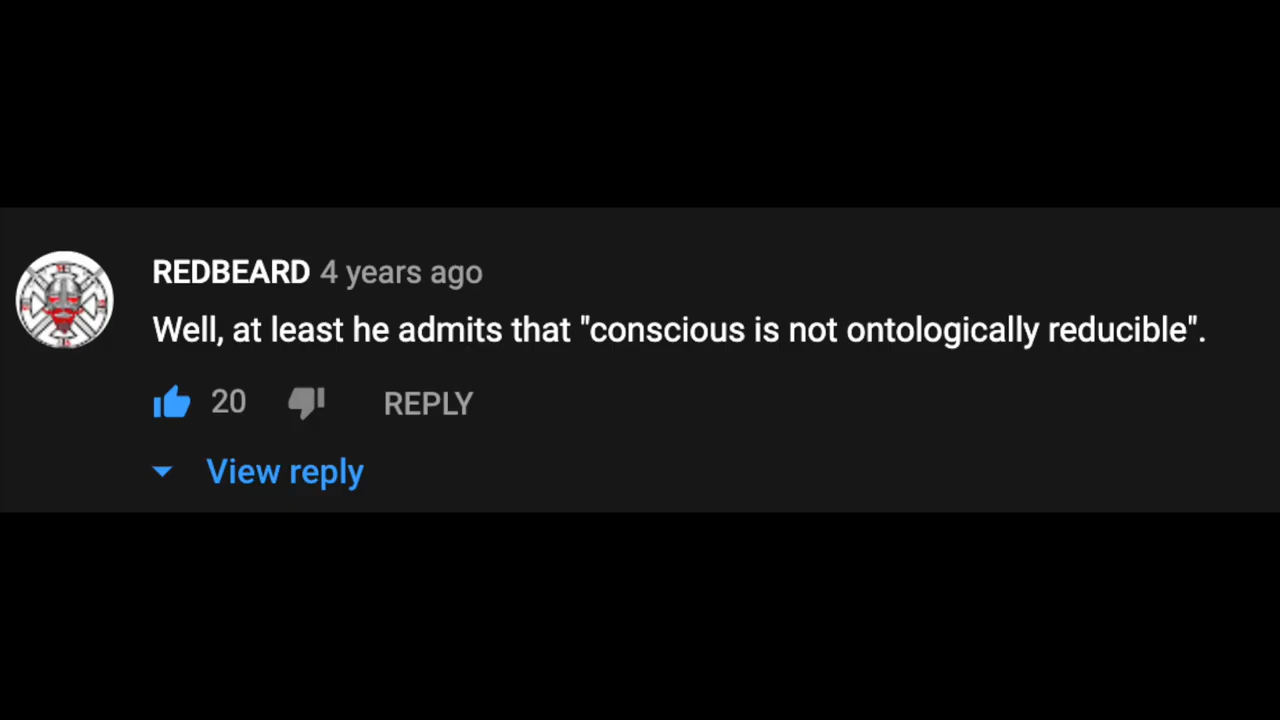 REDBEARD 4 years ago
Well, at least he admits that "conscious is not ontologically reducible".
20 REPLY
View reply